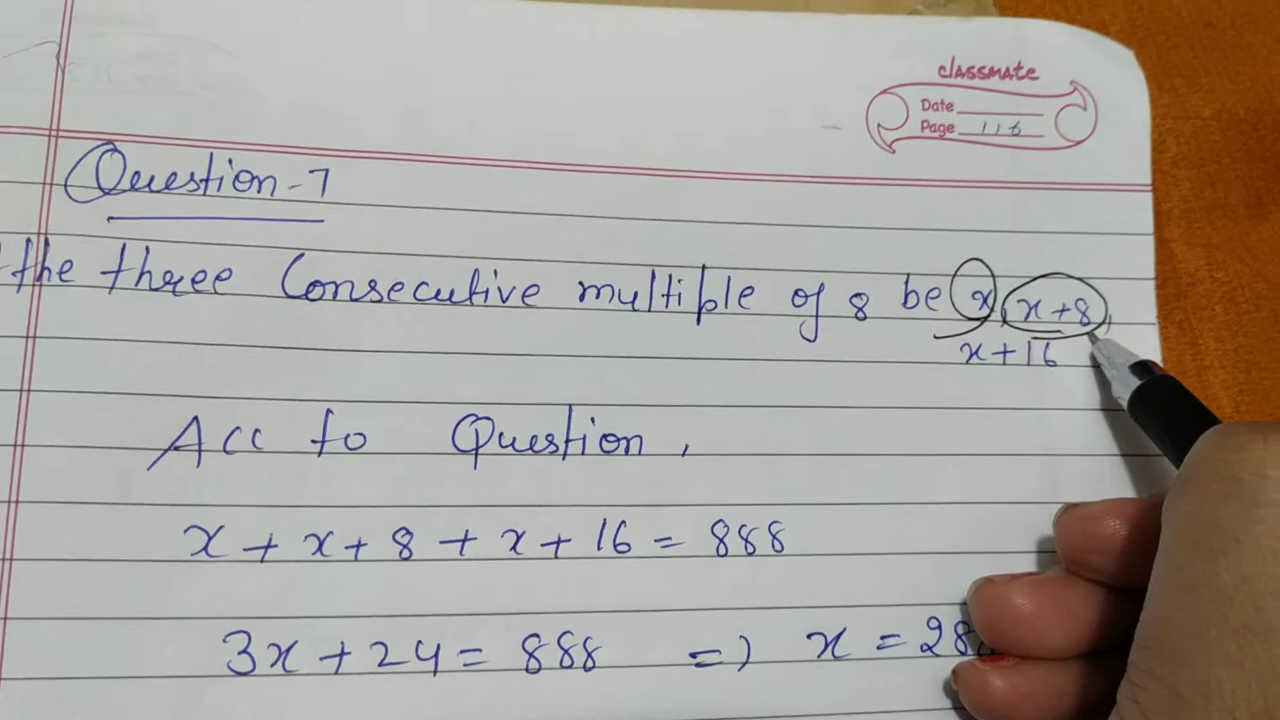 classmate
Date
Page 116
Question-7
the three Consecutive multiple of 8 be x, x+8,
x+16
Acc to Question,
x + x + 8 + x + 16 = 888
3x + 24 = 888 => x = 28